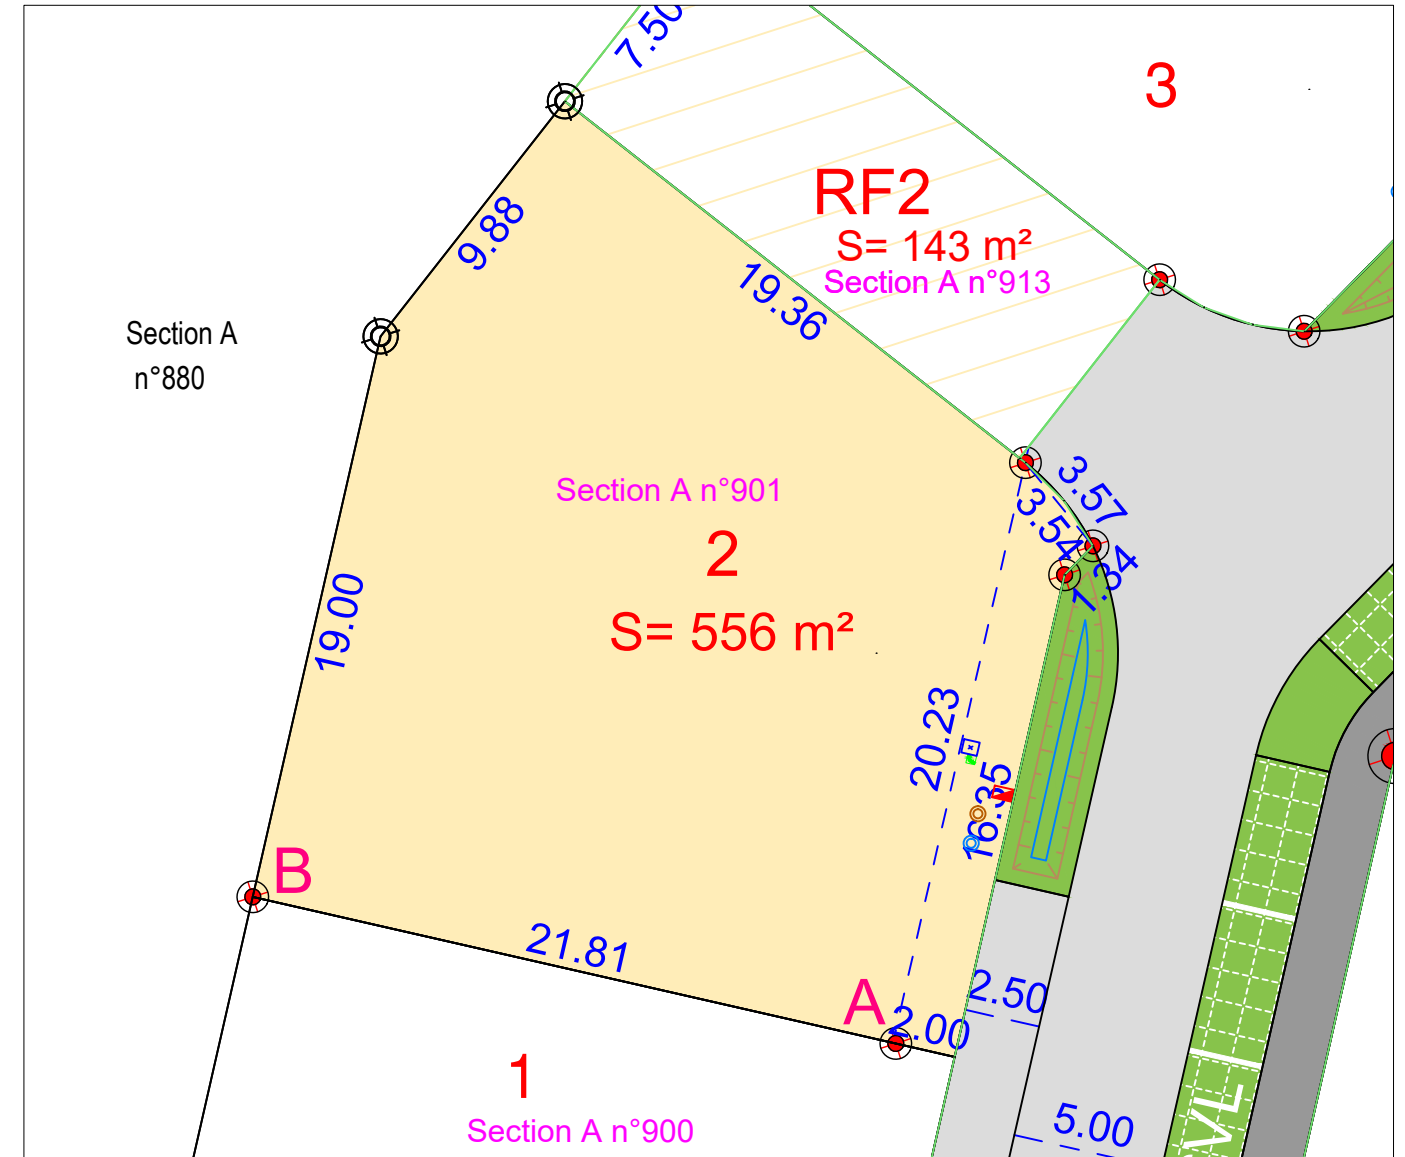 7.50
3
RF2
S= 143 m²
Section A n°913
9.88
19.36
Section A
n°880
3.57
Section A n°901
3.54
2
1.34
S= 556 m²
19.00
20.23
16.35
B
21.81
A
2.50
2.00
1
Section A n°900
5.00
VL